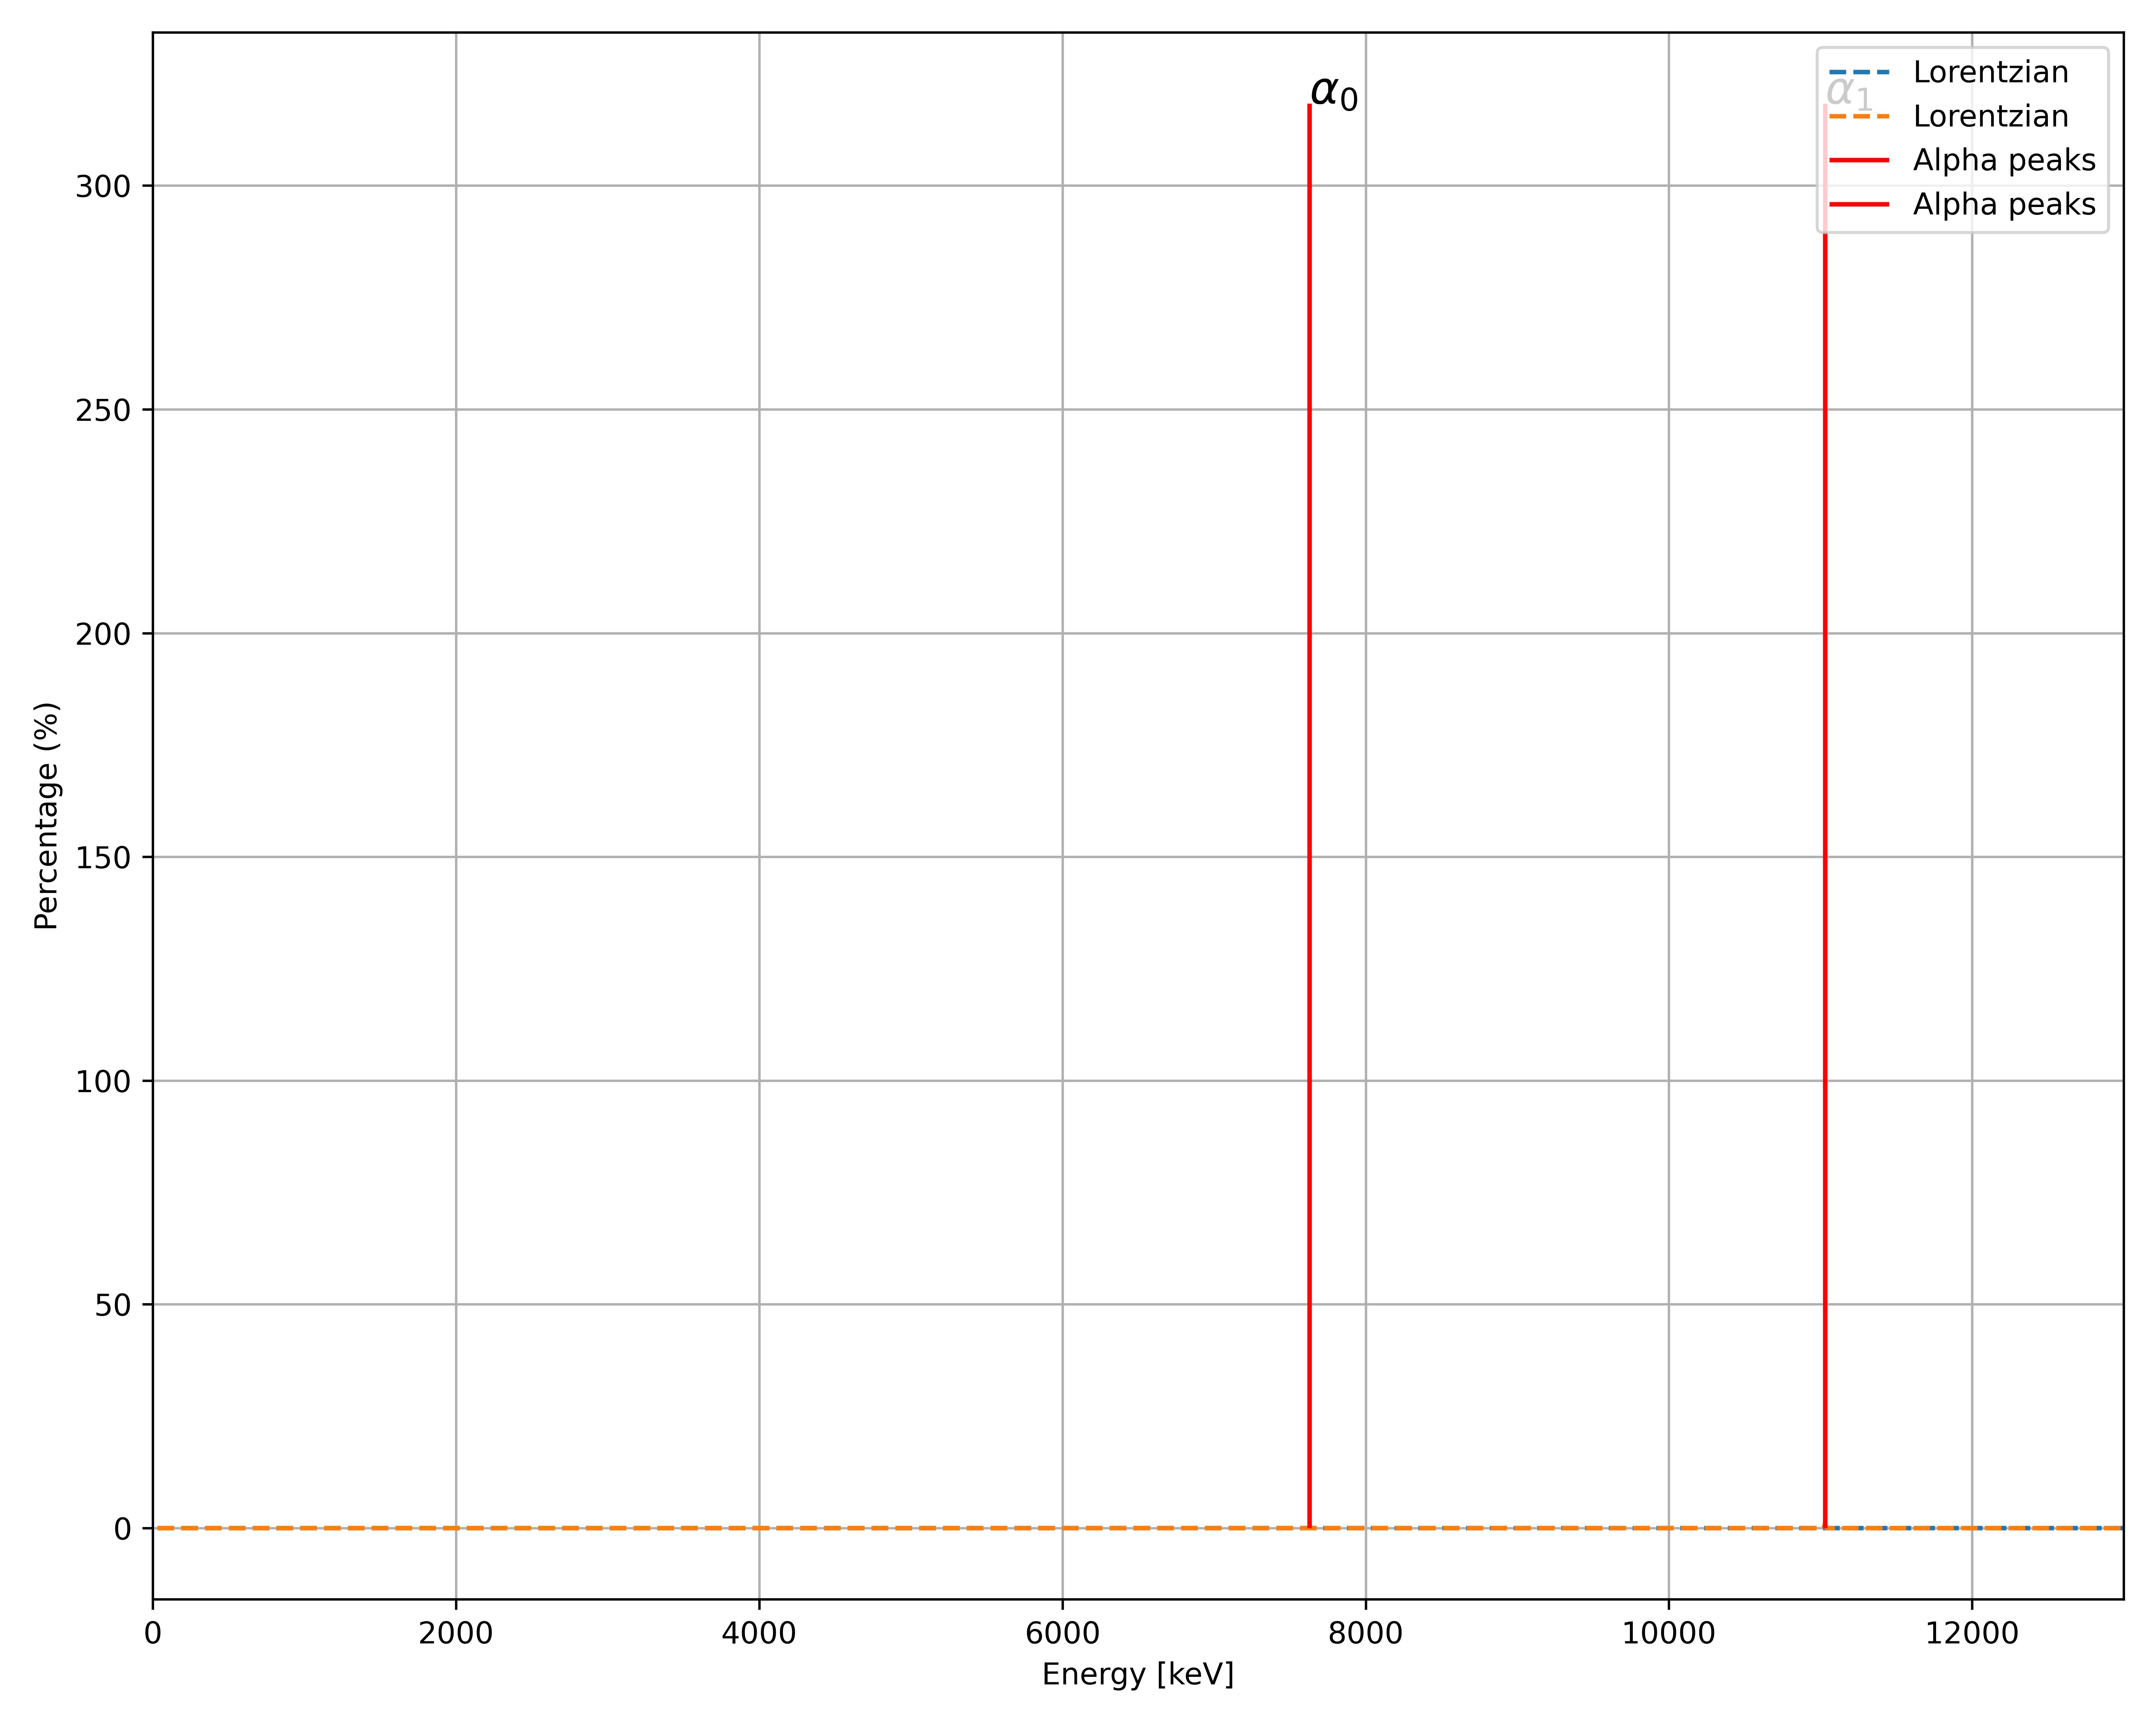 α0
α1
Lorentzian
Lorentzian
Alpha peaks
Alpha peaks
300
250
200
150
100
50
0
Percentage (%)
0 2000 4000 6000 8000 10000 12000
Energy [keV]